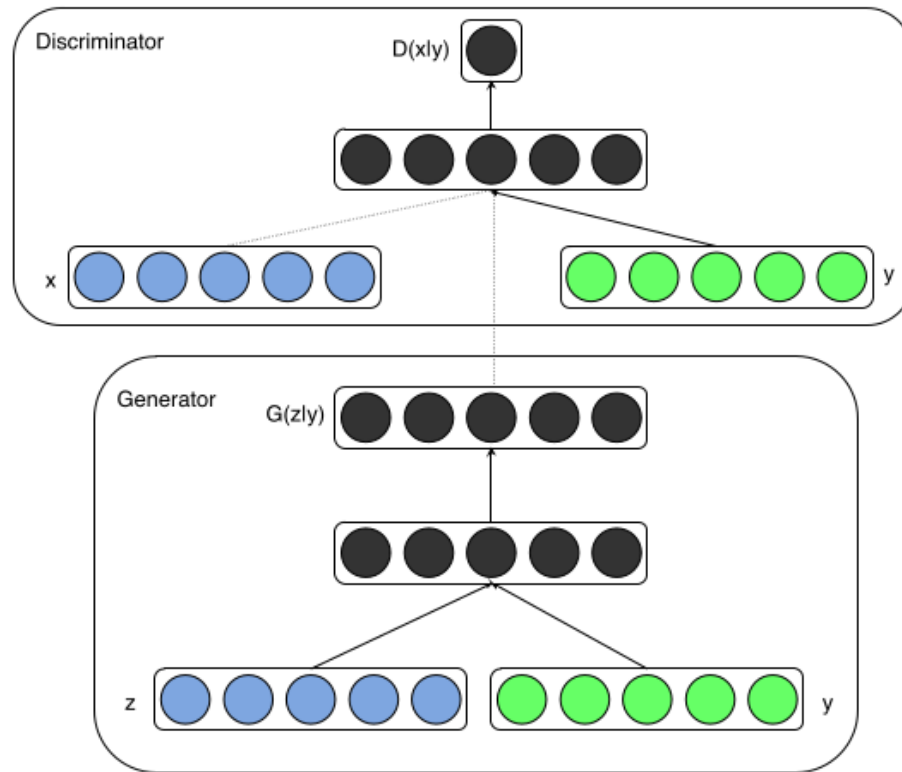 Discriminator
D(x|y)
x
y
Generator
G(z|y)
z
y